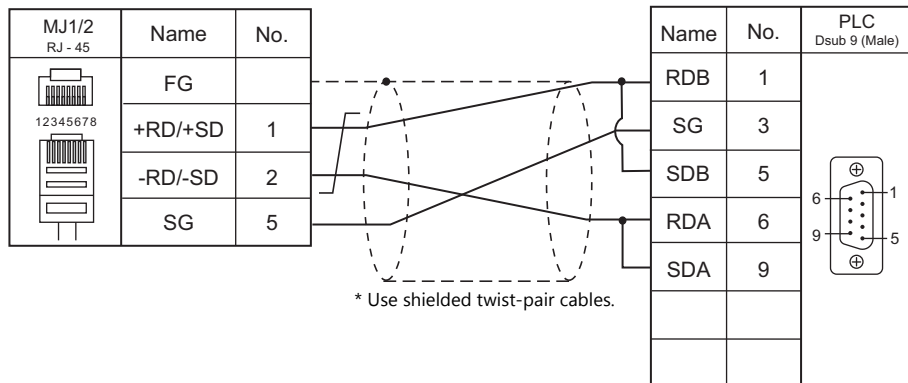 MJ1/2
RJ - 45
Name
No.
FG
+RD/+SD
1
-RD/-SD
2
SG
5
12345678
* Use shielded twist-pair cables.
Name
No.
PLC
Dsub 9 (Male)
RDB
1
SG
3
SDB
5
RDA
6
SDA
9
6
1
9
5